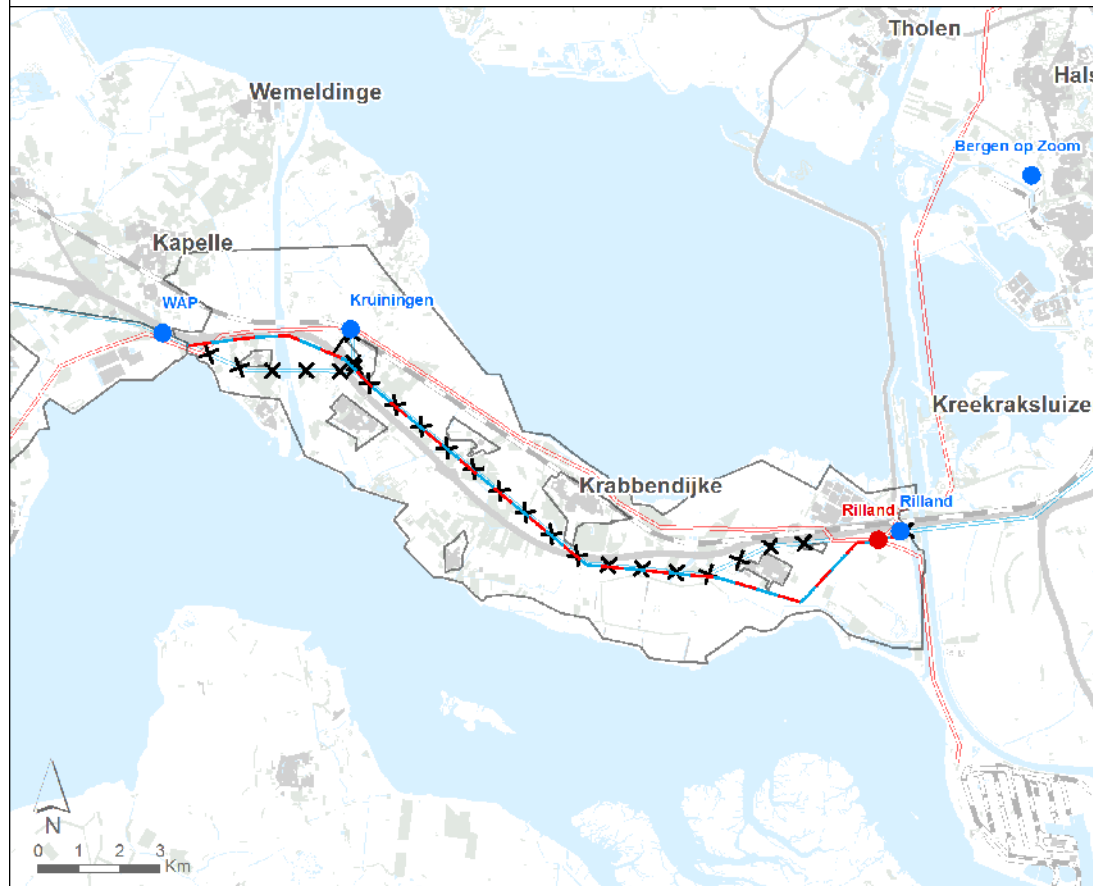 Tholen
Hals
Wemeldinge
Bergen op Zoom
Kapelle
WAP
Kruiningen
Kreekraksluize
Krabbendijke
Rilland
Rilland
N
0 1 2 3
Km